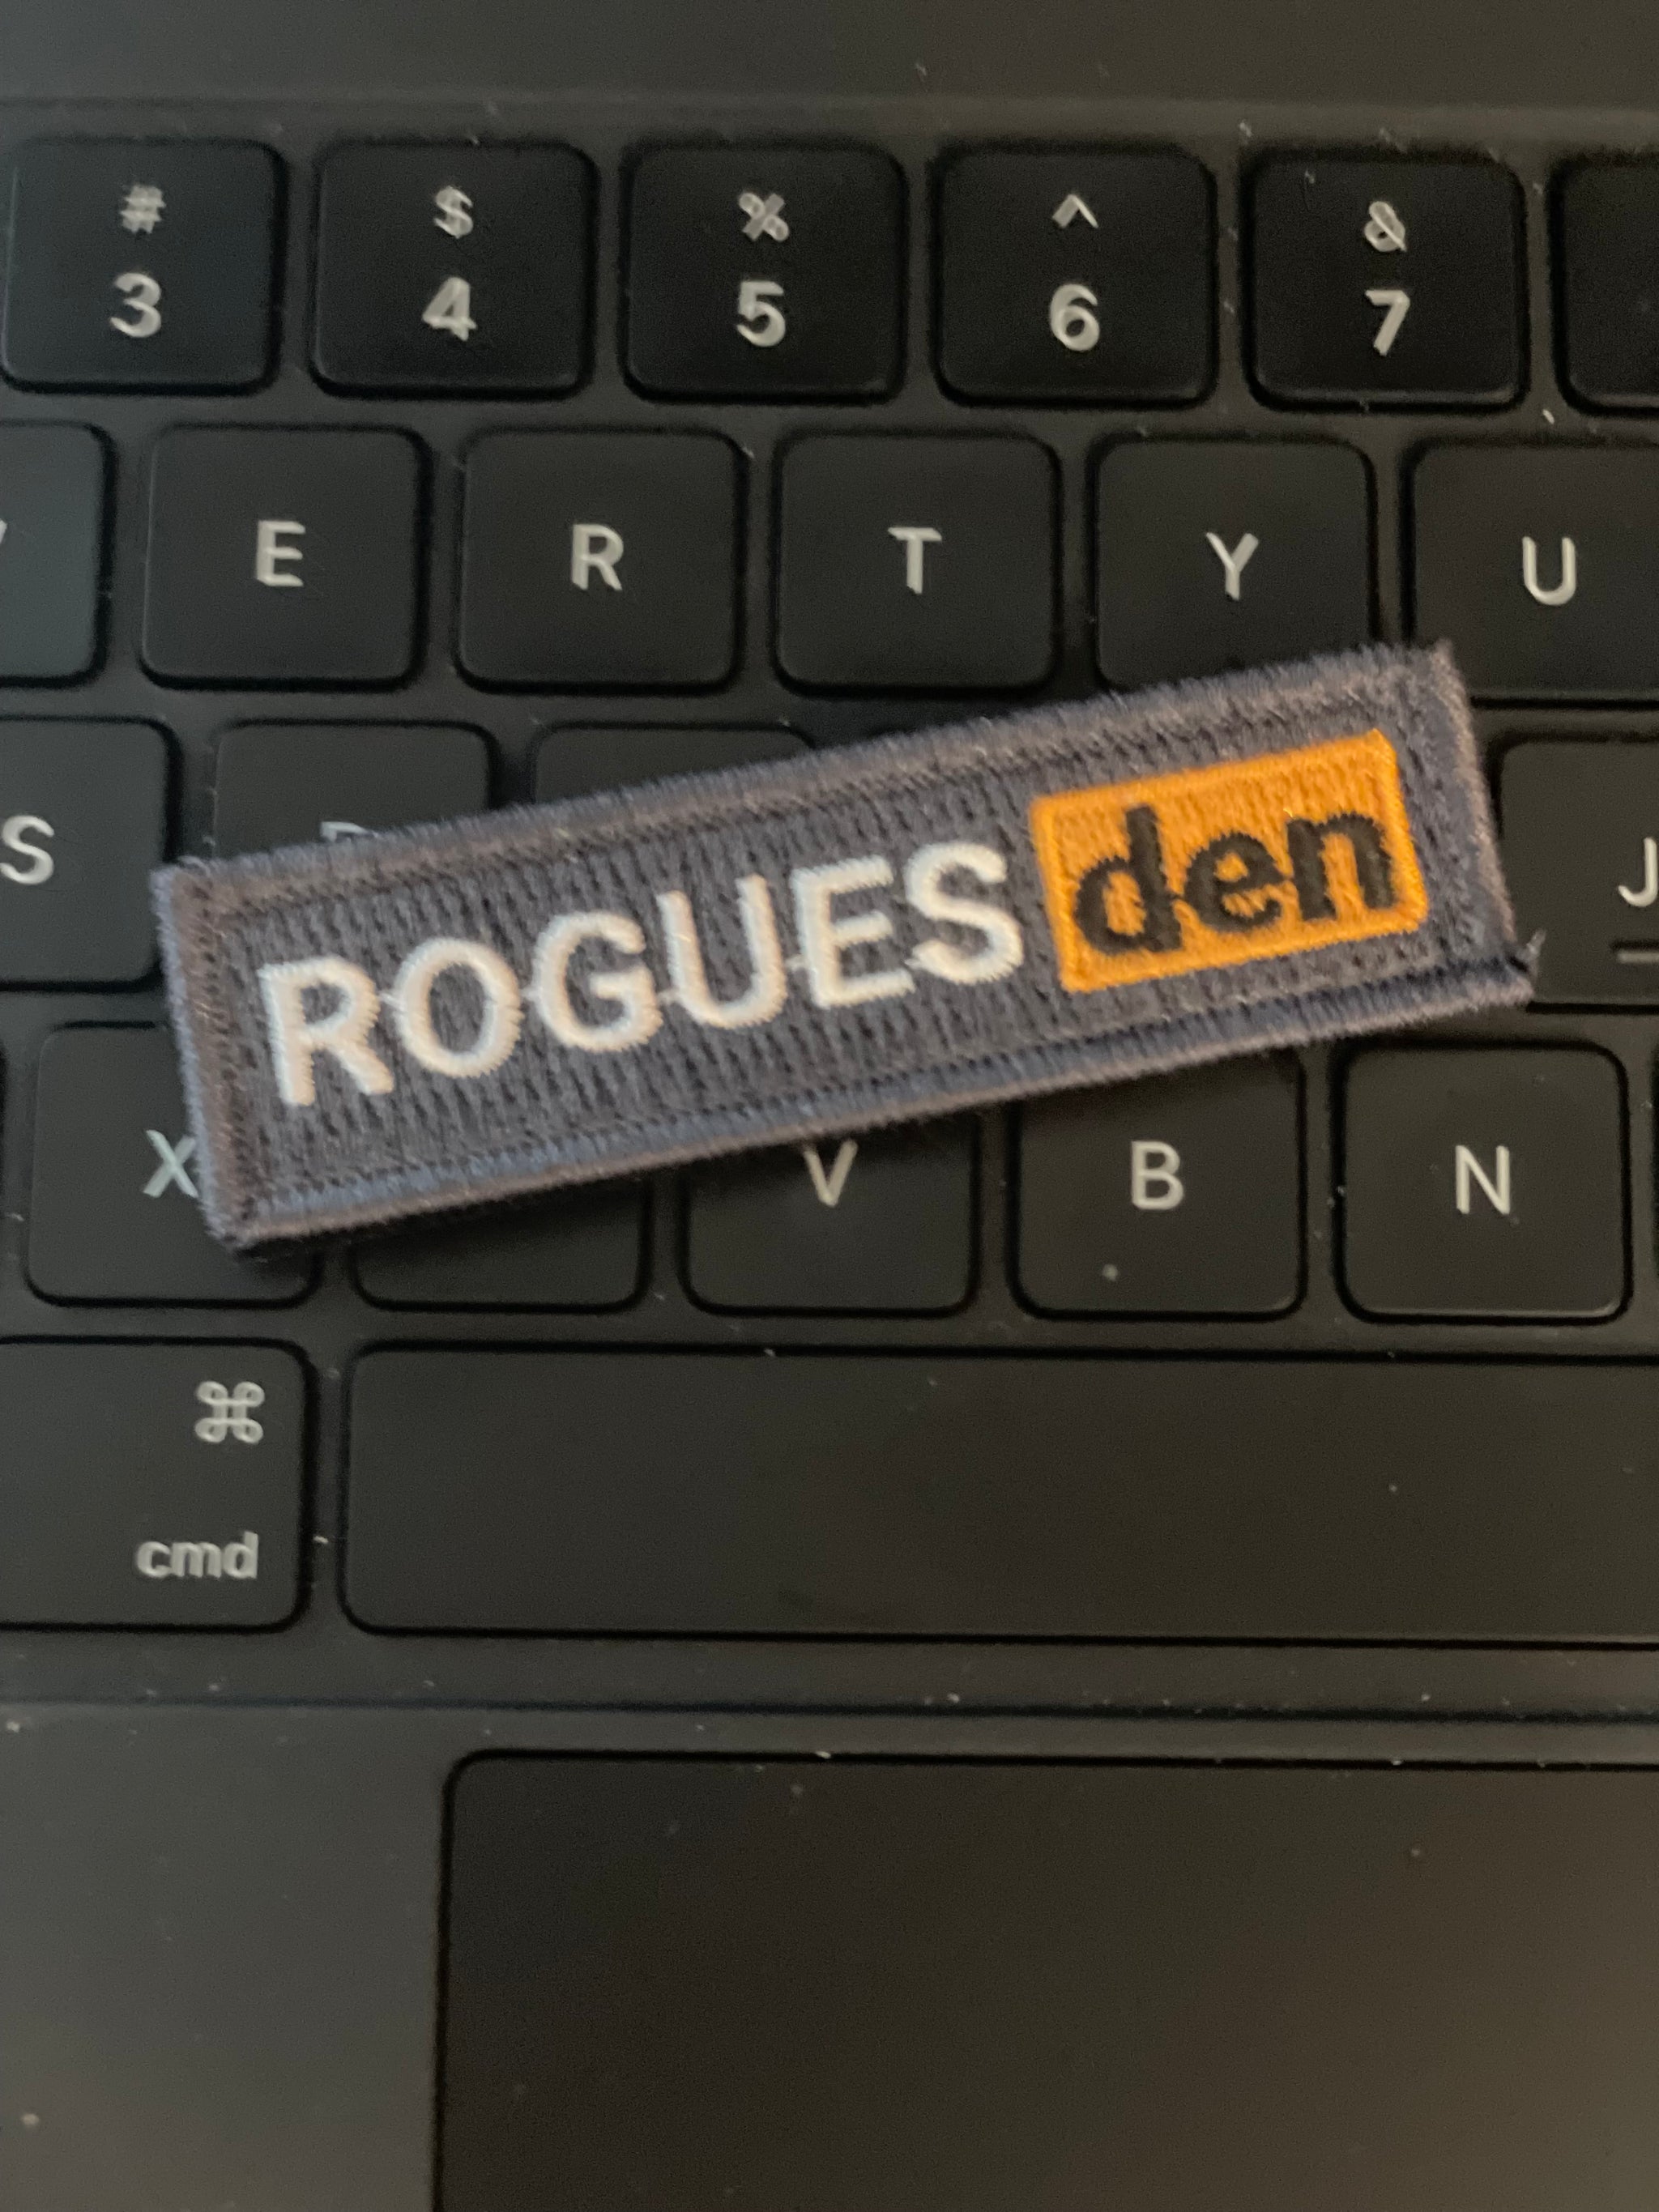 # $ % ^ &
3 4 5 6 7
E R T Y U
ROGUES den
S J
X V B N
⌘
cmd